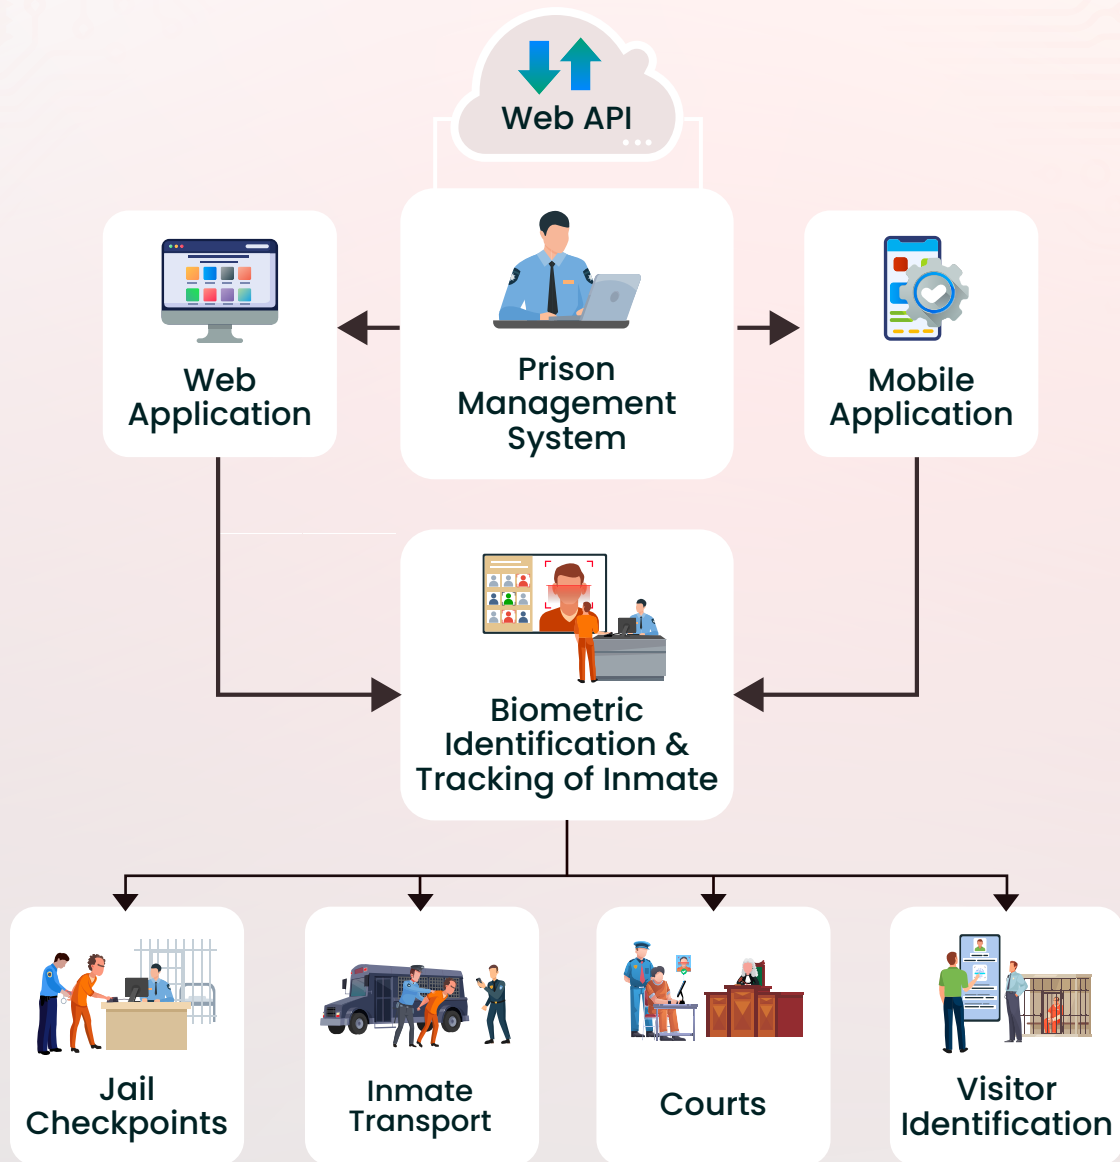 Web API
Web
Application
Prison
Management
System
Mobile
Application
Biometric
Identification &
Tracking of Inmate
Jail
Checkpoints
Inmate
Transport
Courts
Visitor
Identification